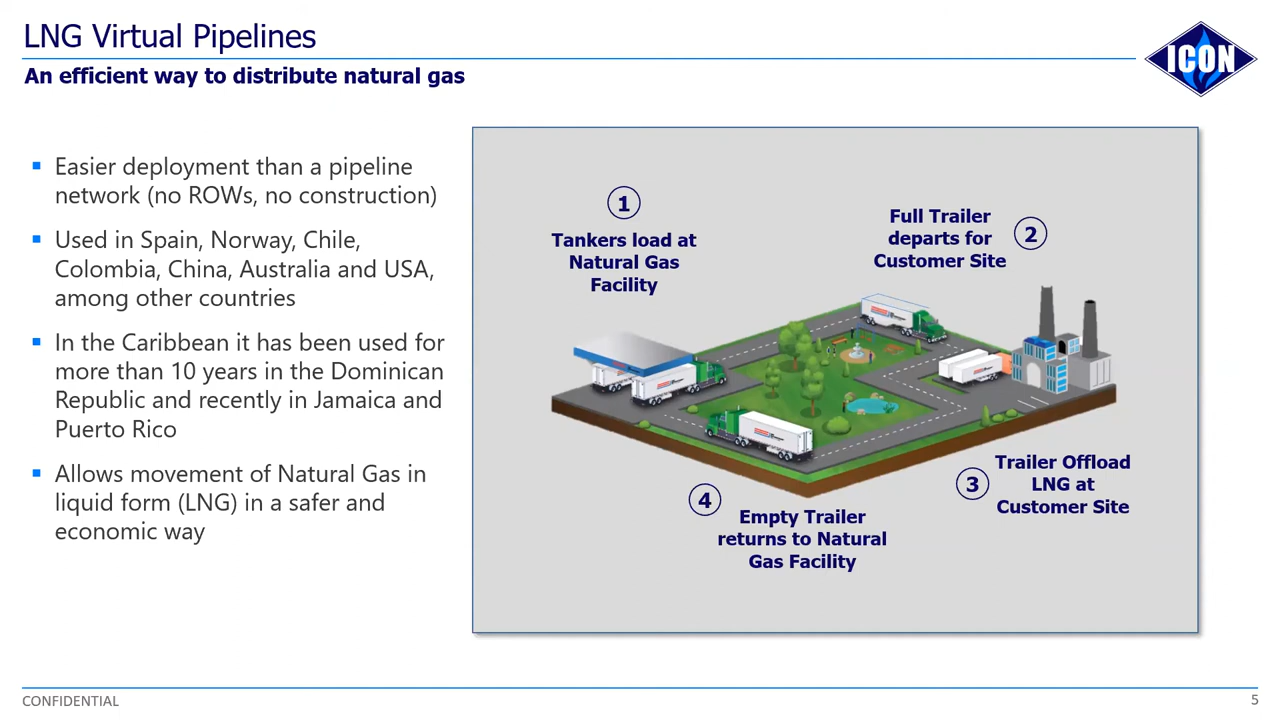 LNG Virtual Pipelines
ICON
An efficient way to distribute natural gas
▪ Easier deployment than a pipeline
network (no ROWs, no construction)
▪ Used in Spain, Norway, Chile,
Colombia, China, Australia and USA,
among other countries
▪ In the Caribbean it has been used for
more than 10 years in the Dominican
Republic and recently in Jamaica and
Puerto Rico
▪ Allows movement of Natural Gas in
liquid form (LNG) in a safer and
economic way
1
Tankers load at
Natural Gas
Facility
2
Full Trailer
departs for
Customer Site
3
Trailer Offload
LNG at
Customer Site
4
Empty Trailer
returns to Natural
Gas Facility
CONFIDENTIAL
5